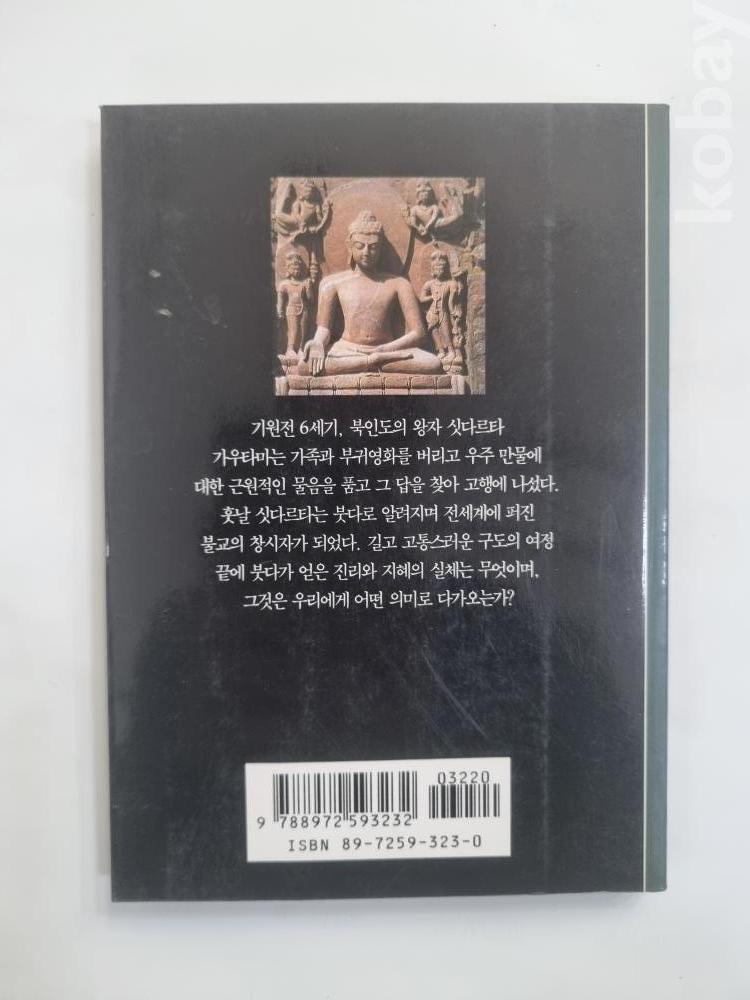 kobay
기원전 6세기, 북인도의 왕자 싯다르타
가우타마는 가족과 부귀영화를 버리고 우주 만물에
대한 근원적인 물음을 품고 그 답을 찾아 고행에 나섰다.
훗날 싯다르타는 붓다로 알려지며 전세계에 퍼진
불교의 창시자가 되었다. 길고 고통스러운 구도의 여정
끝에 붓다가 얻은 진리와 지혜의 실체는 무엇이며,
그것은 우리에게 어떤 의미로 다가오는가?
03220
9 788972 593232
ISBN 89-7259-323-0